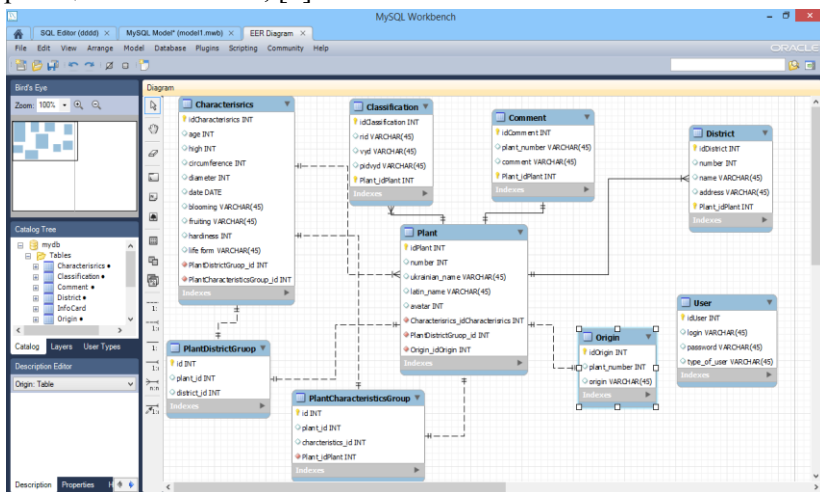 MySQL Workbench
SQL Editor (dddd) ×
MySQL Model* (model1.mwb) ×
EER Diagram ×
File Edit View Arrange Model Database Plugins Scripting Community Help
ORACLE
Bird's Eye
Zoom: 100%
Catalog Tree
mydb
Tables
Characterisrics
Classification
Comment
District
InfoCard
Origin
Catalog Layers User Types
Description Editor
Origin: Table
Description Properties H
Diagram
1:
1:1
1:
1:1
n:n
1:1
Characterisrics
idCharacterisrics INT
age INT
high INT
circumference INT
diameter INT
date DATE
blooming VARCHAR(45)
fruiting VARCHAR(45)
hardiness INT
life form VARCHAR(45)
PlantDistrictGruop_id INT
PlantCharacteristicsGroup_id INT
Indexes
Classification
idClassification INT
rid VARCHAR(45)
vyd VARCHAR(45)
pidvyd VARCHAR(45)
Plant_idPlant INT
Indexes
Comment
idComment INT
plant_number VARCHAR(45)
comment VARCHAR(45)
Plant_idPlant INT
Indexes
District
idDistrict INT
number INT
name VARCHAR(45)
address VARCHAR(45)
Plant_idPlant INT
Indexes
Plant
idPlant INT
number INT
ukrainian_name VARCHAR(45)
latin_name VARCHAR(45)
avatar INT
Characterisrics_idCharacterisrics INT
PlantDistrictGruop_id INT
Origin_idOrigin INT
Indexes
Origin
idOrigin INT
plant_number INT
origin VARCHAR(45)
Indexes
User
idUser INT
login VARCHAR(45)
password VARCHAR(45)
type_of_user VARCHAR(45)
Indexes
PlantDistrictGruop
id INT
plant_id INT
district_id INT
Indexes
PlantCharacteristicsGroup
id INT
plant_id INT
charcteristics_id INT
Plant_idPlant INT
Indexes